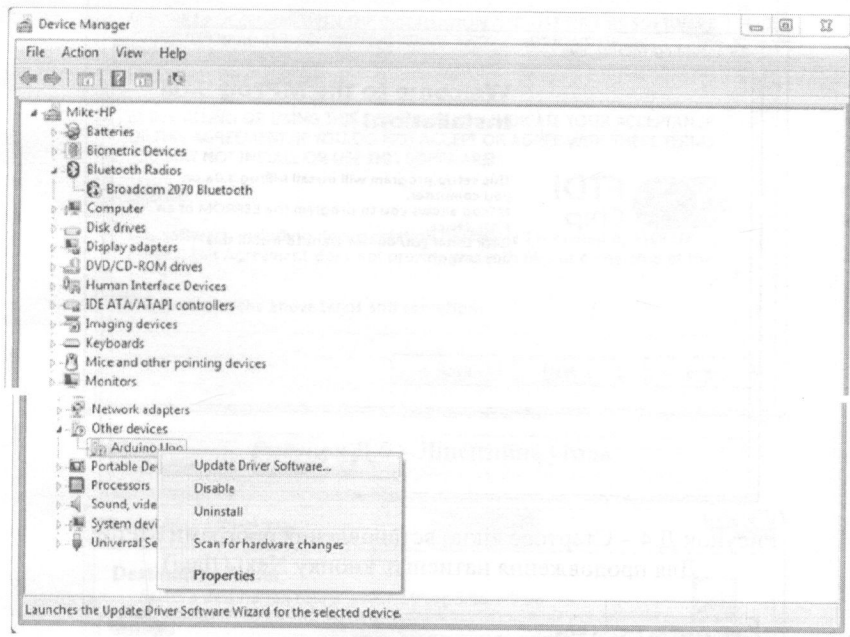 Device Manager
File Action View Help
Mike-HP
Batteries
Biometric Devices
Bluetooth Radios
Broadcom 2070 Bluetooth
Computer
Disk drives
Display adapters
DVD/CD-ROM drives
Human Interface Devices
IDE ATA/ATAPI controllers
Imaging devices
Keyboards
Mice and other pointing devices
Monitors
Network adapters
Other devices
Arduino Uno
Portable De
Update Driver Software...
Processors
Disable
Sound, vide
Uninstall
System devi
Universal Se
Scan for hardware changes
Properties
Launches the Update Driver Software Wizard for the selected device.